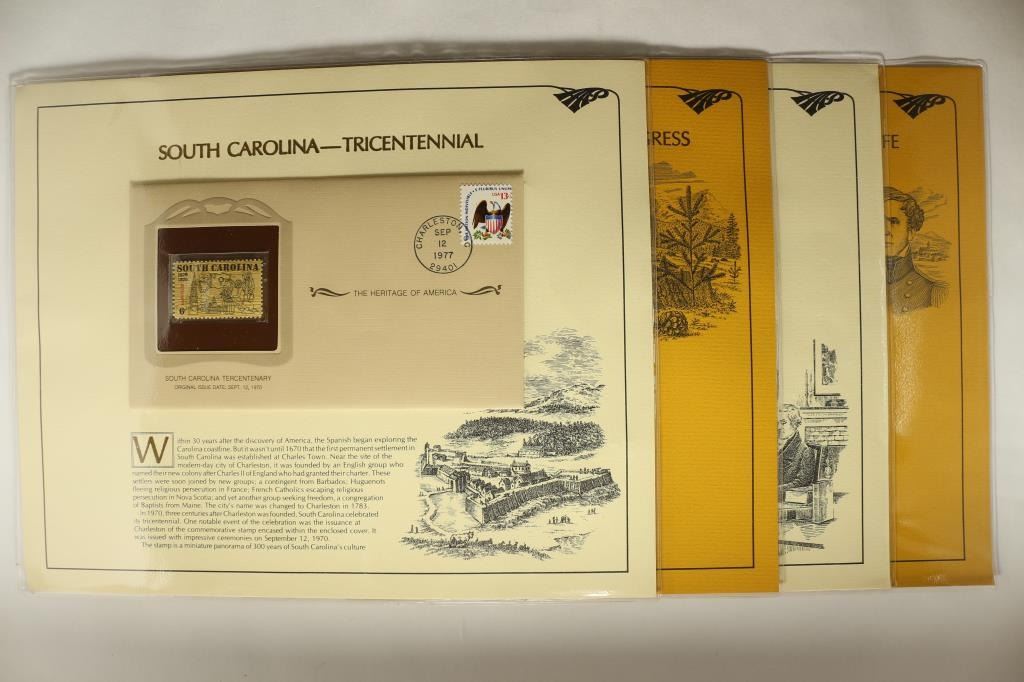 SOUTH CAROLINA—TRICENTENNIAL
GRESS
FE
E PLURIBUS UNUM
USA 13c
CHARLESTON, SC
SEP
12
1977
29401
SOUTH CAROLINA
1670
1970
6c
THE HERITAGE OF AMERICA
SOUTH CAROLINA TERCENTENARY
ORIGINAL ISSUE DATE: SEPT. 12, 1970
Within 30 years after the discovery of America, the Spanish began exploring the
Carolina coastline. But it wasn't until 1670 that the first permanent settlement in
South Carolina was established at Charles Town. Near the site of the
modern-day city of Charleston, it was founded by an English group who
named their new colony after Charles II of England who had granted their charter. These
settlers were soon joined by new groups; a contingent from Barbados; Huguenots
fleeing religious persecution in France; French Catholics escaping religious
persecution in Nova Scotia; and yet another group seeking freedom, a congregation
of Baptists from Maine. The city's name was changed to Charleston in 1783.
In 1970, three centuries after Charleston was founded, South Carolina celebrated
its tricentennial. One notable event of the celebration was the issuance at
Charleston of the commemorative stamp encased within the enclosed cover. It
was issued with impressive ceremonies on September 12, 1970.
The stamp is a miniature panorama of 300 years of South Carolina's culture